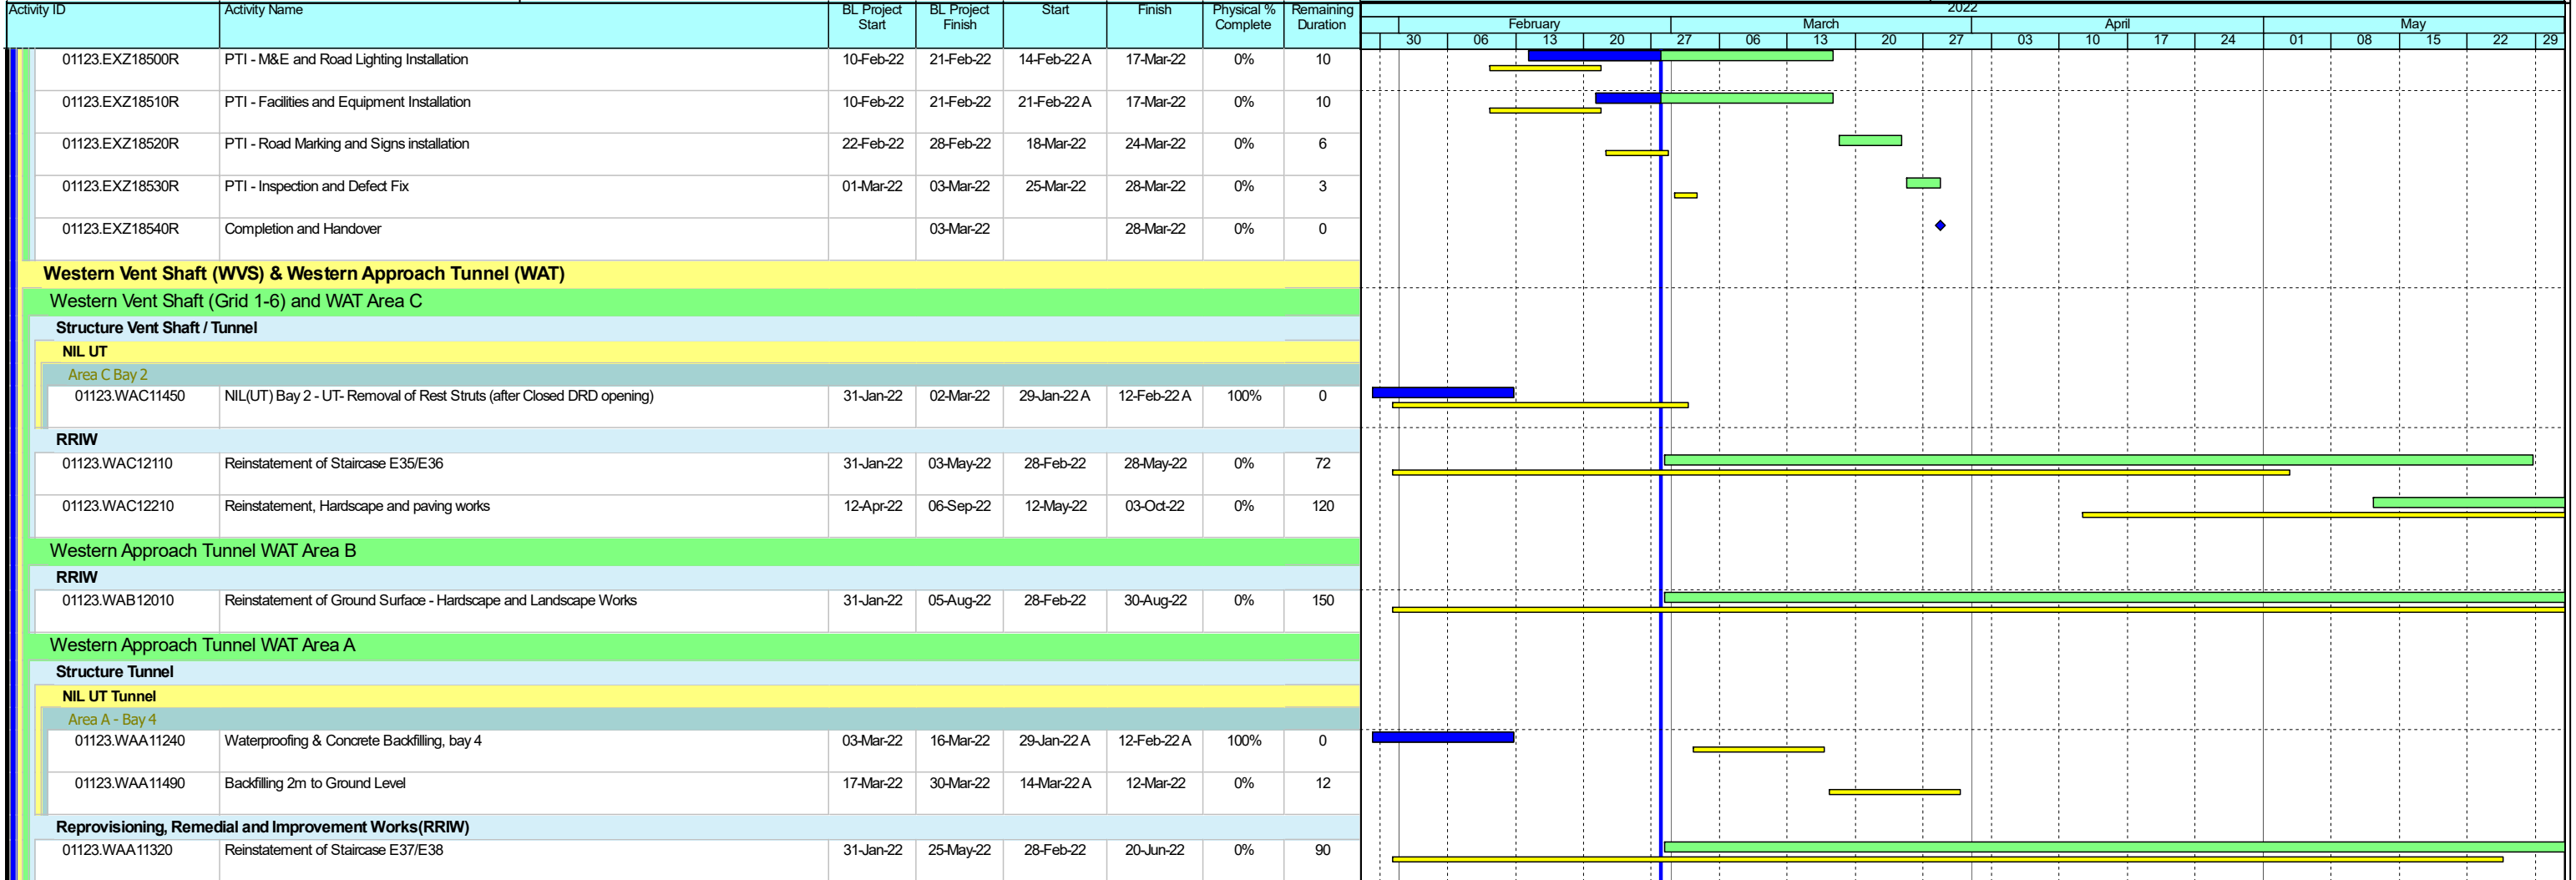 2022
Activity ID Activity Name BL Project Start BL Project Finish Start Finish Physical % Complete Remaining Duration
February March April May
30 06 13 20 27 06 13 20 27 03 10 17 24 01 08 15 22 29
01123.EXZ18500R PTI - M&E and Road Lighting Installation 10-Feb-22 21-Feb-22 14-Feb-22 A 17-Mar-22 0% 10
01123.EXZ18510R PTI - Facilities and Equipment Installation 10-Feb-22 21-Feb-22 21-Feb-22 A 17-Mar-22 0% 10
01123.EXZ18520R PTI - Road Marking and Signs installation 22-Feb-22 28-Feb-22 18-Mar-22 24-Mar-22 0% 6
01123.EXZ18530R PTI - Inspection and Defect Fix 01-Mar-22 03-Mar-22 25-Mar-22 28-Mar-22 0% 3
01123.EXZ18540R Completion and Handover 03-Mar-22 28-Mar-22 0% 0
Western Vent Shaft (WVS) & Western Approach Tunnel (WAT)
Western Vent Shaft (Grid 1-6) and WAT Area C
Structure Vent Shaft / Tunnel
NIL UT
Area C Bay 2
01123.WAC11450 NIL(UT) Bay 2 - UT- Removal of Rest Struts (after Closed DRD opening) 31-Jan-22 02-Mar-22 29-Jan-22 A 12-Feb-22 A 100% 0
RRIW
01123.WAC12110 Reinstatement of Staircase E35/E36 31-Jan-22 03-May-22 28-Feb-22 28-May-22 0% 72
01123.WAC12210 Reinstatement, Hardscape and paving works 12-Apr-22 06-Sep-22 12-May-22 03-Oct-22 0% 120
Western Approach Tunnel WAT Area B
RRIW
01123.WAB12010 Reinstatement of Ground Surface - Hardscape and Landscape Works 31-Jan-22 05-Aug-22 28-Feb-22 30-Aug-22 0% 150
Western Approach Tunnel WAT Area A
Structure Tunnel
NIL UT Tunnel
Area A - Bay 4
01123.WAA11240 Waterproofing & Concrete Backfilling, bay 4 03-Mar-22 16-Mar-22 29-Jan-22 A 12-Feb-22 A 100% 0
01123.WAA11490 Backfilling 2m to Ground Level 17-Mar-22 30-Mar-22 14-Mar-22 A 12-Mar-22 0% 12
Reprovisioning, Remedial and Improvement Works(RRIW)
01123.WAA11320 Reinstatement of Staircase E37/E38 31-Jan-22 25-May-22 28-Feb-22 20-Jun-22 0% 90